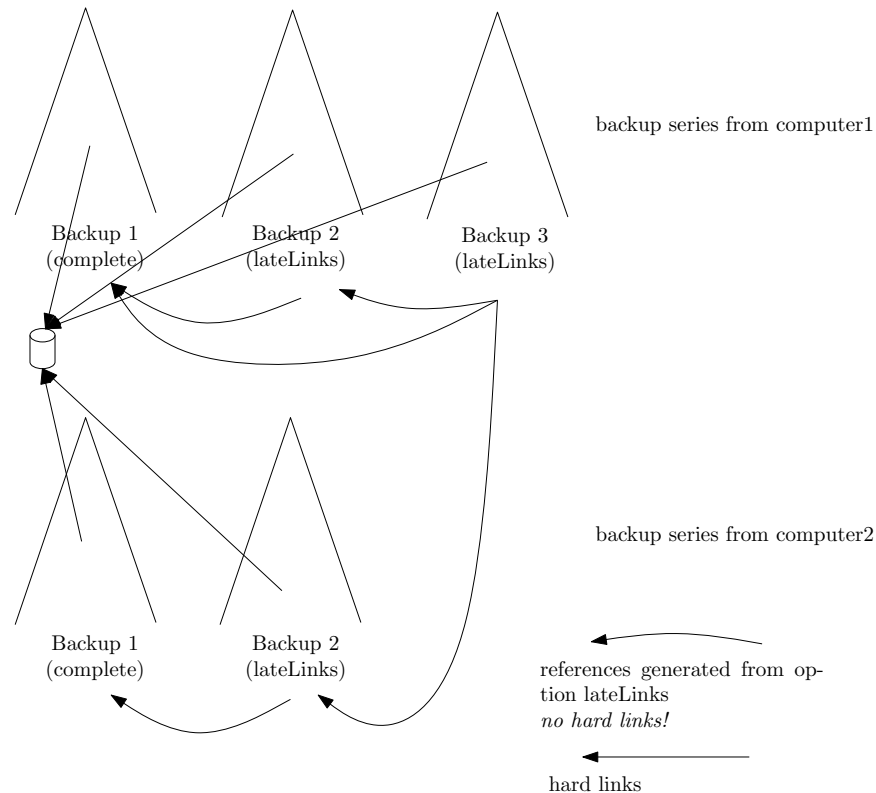 backup series from computer1
Backup 1
(complete)
Backup 2
(lateLinks)
Backup 3
(lateLinks)
backup series from computer2
Backup 1
(complete)
Backup 2
(lateLinks)
references generated from op-
tion lateLinks
no hard links!
hard links